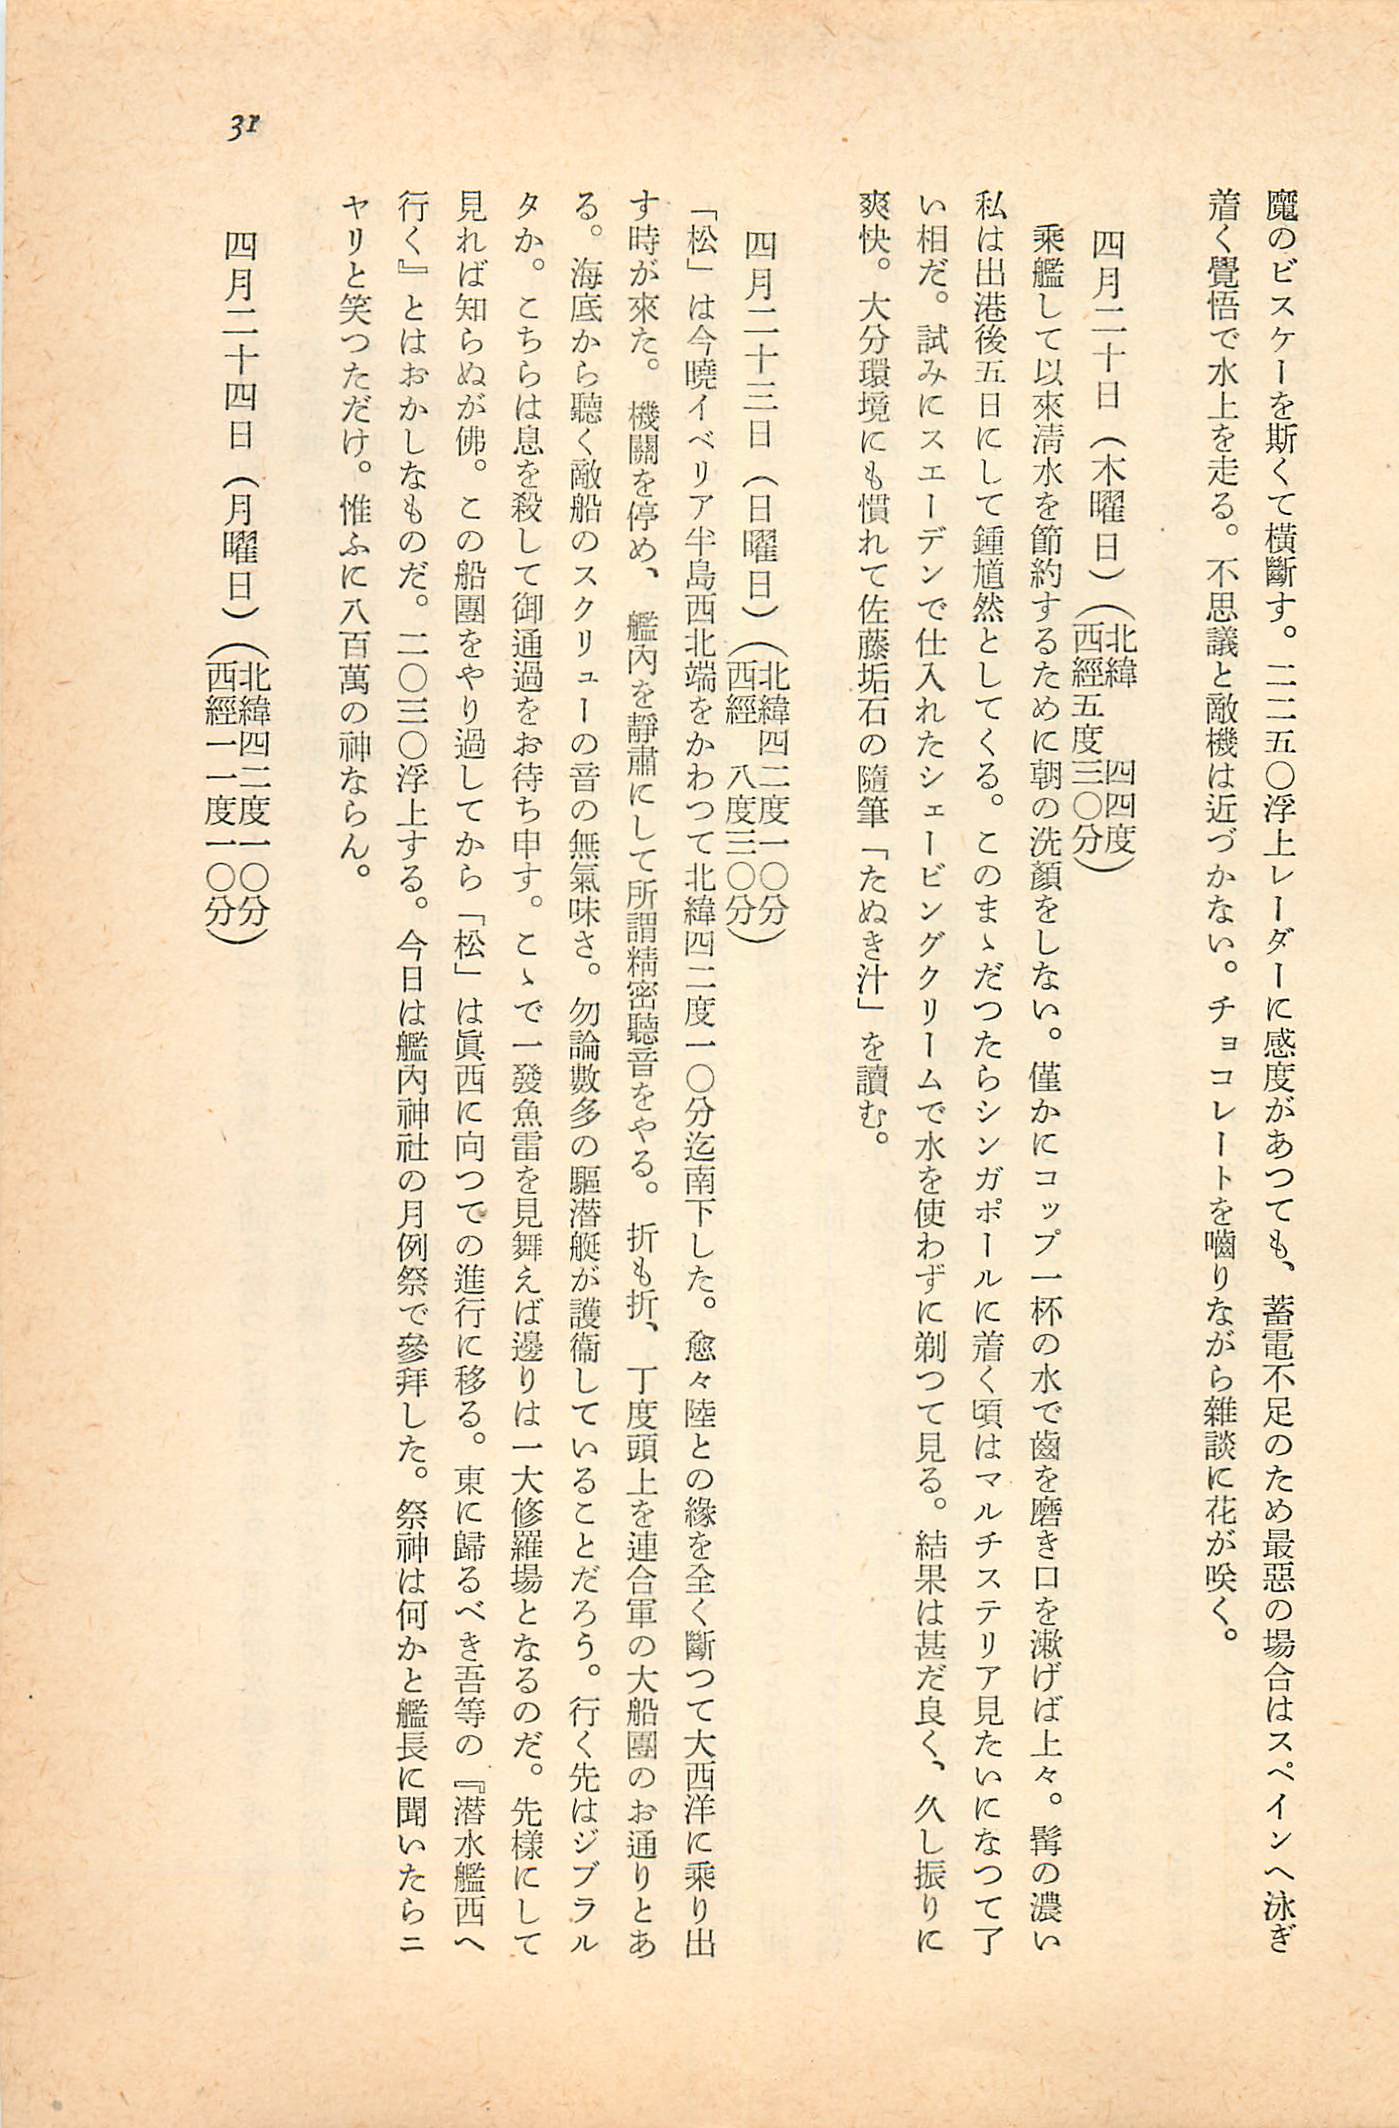 魔のビスケーを斯くて横斷す。二二五〇浮上レーダーに感度があつても、蓄電不足のため最惡の場合はスペインへ泳ぎ
着く覺悟で水上を走る。不思議と敵機は近づかない。チョコレートを嚙りながら雜談に花が咲く。
四月二十日（木曜日）（北緯　四四度
西經五度三〇分）
乘艦して以來淸水を節約するために朝の洗顏をしない。僅かにコップ一杯の水で齒を磨き口を漱げば上々。髯の濃い
私は出港後五日にして鍾馗然としてくる。このまゝだつたらシンガポールに着く頃はマルチステリア見たいになつて了
い相だ。試みにスエーデンで仕入れたシェービングクリームで水を使わずに剃つて見る。結果は甚だ良く、久し振りに
爽快。大分環境にも慣れて佐藤垢石の隨筆「たぬき汁」を讀む。
四月二十三日（日曜日）（北緯四二度一〇分
西經　八度三〇分）
「松」は今曉イベリア半島西北端をかわつて北緯四二度一〇分迄南下した。愈々陸との緣を全く斷つて大西洋に乘り出
す時が來た。機關を停め、艦內を靜肅にして所謂精密聽音をやる。折も折、丁度頭上を連合軍の大船團のお通りとあ
る。海底から聽く敵船のスクリューの音の無氣味さ。勿論數多の驅潜艇が護衞していることだろう。行く先はジブラル
タか。こちらは息を殺して御通過をお待ち申す。こゝで一發魚雷を見舞えば邊りは一大修羅場となるのだ。先樣にして
見れば知らぬが佛。この船團をやり過してから「松」は眞西に向つての進行に移る。東に歸るべき吾等の『潜水艦西へ
行く』とはおかしなものだ。二〇三〇浮上する。今日は艦內神社の月例祭で參拜した。祭神は何かと艦長に聞いたらニ
ヤリと笑つただけ。惟ふに八百萬の神ならん。
四月二十四日（月曜日）（北緯四二度一〇分
西經一一度一〇分）
31